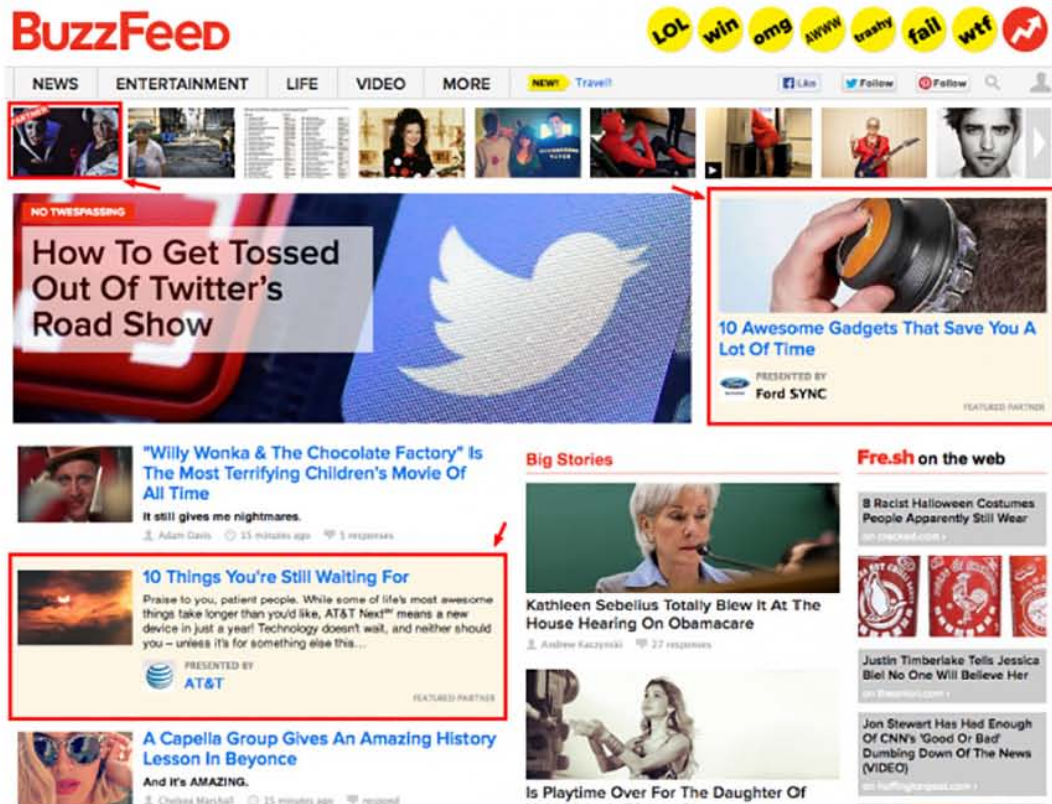 BuzzFeeD
LOL
win
omg
AWWW
trashy
fail
wtf
NEWS ENTERTAINMENT LIFE VIDEO MORE NEW! Travel!
Like Follow Follow
PARTNER
NO TWESPASSING
How To Get Tossed
Out Of Twitter's
Road Show
10 Awesome Gadgets That Save You A
Lot Of Time
PRESENTED BY
Ford SYNC
FEATURED PARTNER
"Willy Wonka & The Chocolate Factory" Is
The Most Terrifying Children's Movie Of
All Time
It still gives me nightmares.
Adam Davis 15 minutes ago 5 responses
10 Things You're Still Waiting For
Praise to you, patient people. While some of life's most awesome
things take longer than you'd like, AT&T Next℠ means a new
device in just a year! Technology doesn't wait, and neither should
you – unless it's for something else this...
PRESENTED BY
AT&T
FEATURED PARTNER
A Capella Group Gives An Amazing History
Lesson In Beyonce
And it's AMAZING.
Chelsea Marshall 15 minutes ago respond
Big Stories
Kathleen Sebelius Totally Blew It At The
House Hearing On Obamacare
Andrew Kaczynski 27 responses
Is Playtime Over For The Daughter Of
Fre.sh on the web
8 Racist Halloween Costumes
People Apparently Still Wear
on cracked.com ›
Justin Timberlake Tells Jessica
Biel No One Will Believe Her
on theonion.com ›
Jon Stewart Has Had Enough
Of CNN's 'Good Or Bad'
Dumbing Down Of The News
(VIDEO)
on huffingtonpost.com ›